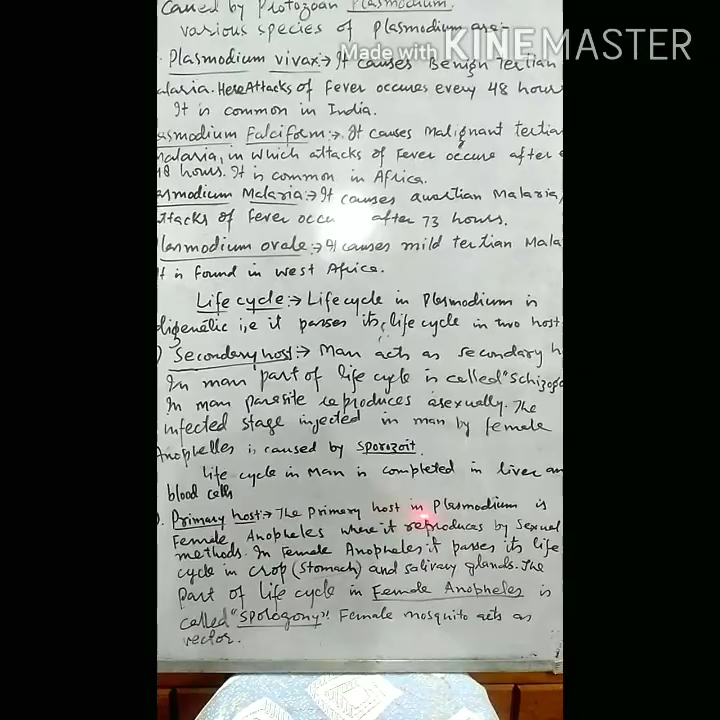 Caused by Protozoan Plasmodium.
various species of Plasmodium are:-
Made with KINEMASTER
Plasmodium vivax:→ It causes Benign Tertian
alaria. Here Attacks of Fever occures every 48 hour
It is common in India.
asmodium Falciform:→ It causes Malignant tertia
malaria, in which attacks of Fever occure after
48 hours. It is common in Africa.
asmodium Malaria:→ It causes quartian Malaria,
ttacks of Fever occu after 73 hours.
lasmodium ovale:→ It causes mild tertian Mala
It is Found in West Africa.
Life cycle:→ Life cycle in Plasmodium is
digenatic i,e it passes its life cycle in two host
) Secondary host:→ Man acts as secondary h
In man part of life cycle is called "Schizogo
In man parasite reproduces asexually. The
infected stage injected in man by female
Anophelles is caused by Sporozoit.
Life cycle in Man is completed in liver an
blood cells
). Primary host:→ The Primary host in Plasmodium is
Female Anopheles where it reproduces by Sexual
methods. In Female Anopheles it passes its life
cycle in crop (Stomach) and salivary glands. The
part of life cycle in Female Anopheles is
called "Sporogony". Female mosquito acts as
vector.